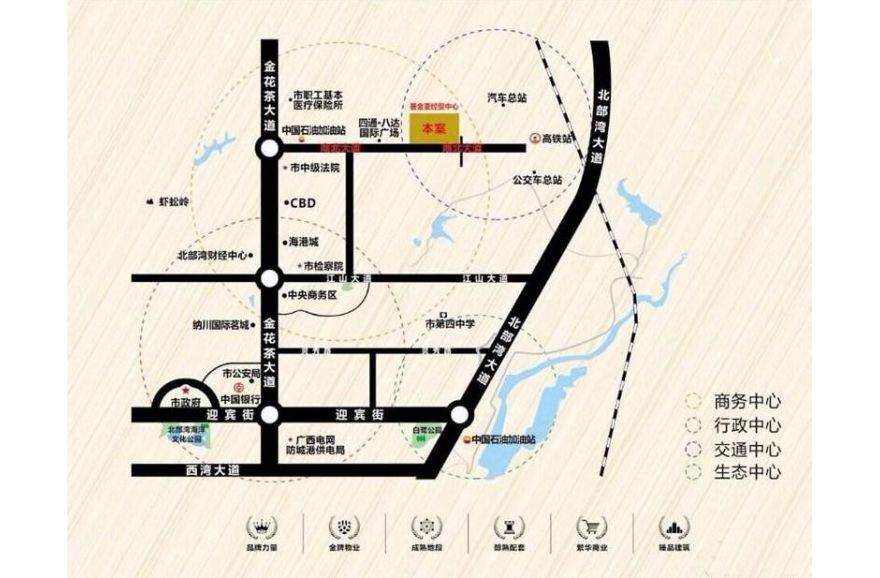 金花茶大道
市职工基本
医疗保险所
中国石油加油站
四通·八达
国际广场
晋金亚经贸中心
本案
汽车总站
高铁站
北部湾大道
公交车总站
市中级法院
CBD
虾蚣岭
海港城
北部湾财经中心
市检察院
江山大道
江山大道
中央商务区
纳川国际茗城
金花茶大道
市第四中学
北部湾大道
市公安局
中国银行
市政府
迎宾街
迎宾街
北部湾海洋
文化公园
广西电网
防城港供电局
白鹭公园
中国石油加油站
西湾大道
商务中心
行政中心
交通中心
生态中心
品牌力量
金牌物业
成熟地段
醇熟配套
繁华商业
臻品建筑